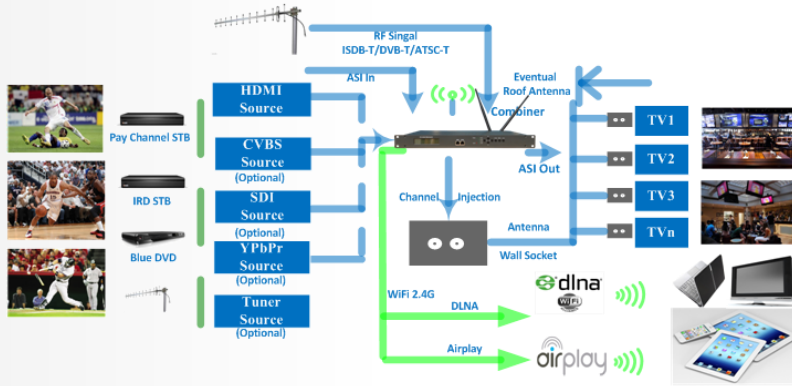 RF Singal
ISDB-T/DVB-T/ATSC-T
ASI In
Eventual
Roof Antenna
Combiner
HDMI
Source
Pay Channel STB
CVBS
Source
(Optional)
IRD STB
SDI
Source
(Optional)
Blue DVD
YPbPr
Source
(Optional)
Tuner
Source
(Optional)
ASI Out
Channel Injection
Antenna
Wall Socket
TV1
TV2
TV3
TVn
WiFi 2.4G
DLNA
dlna
Wi Fi
Airplay
airplay